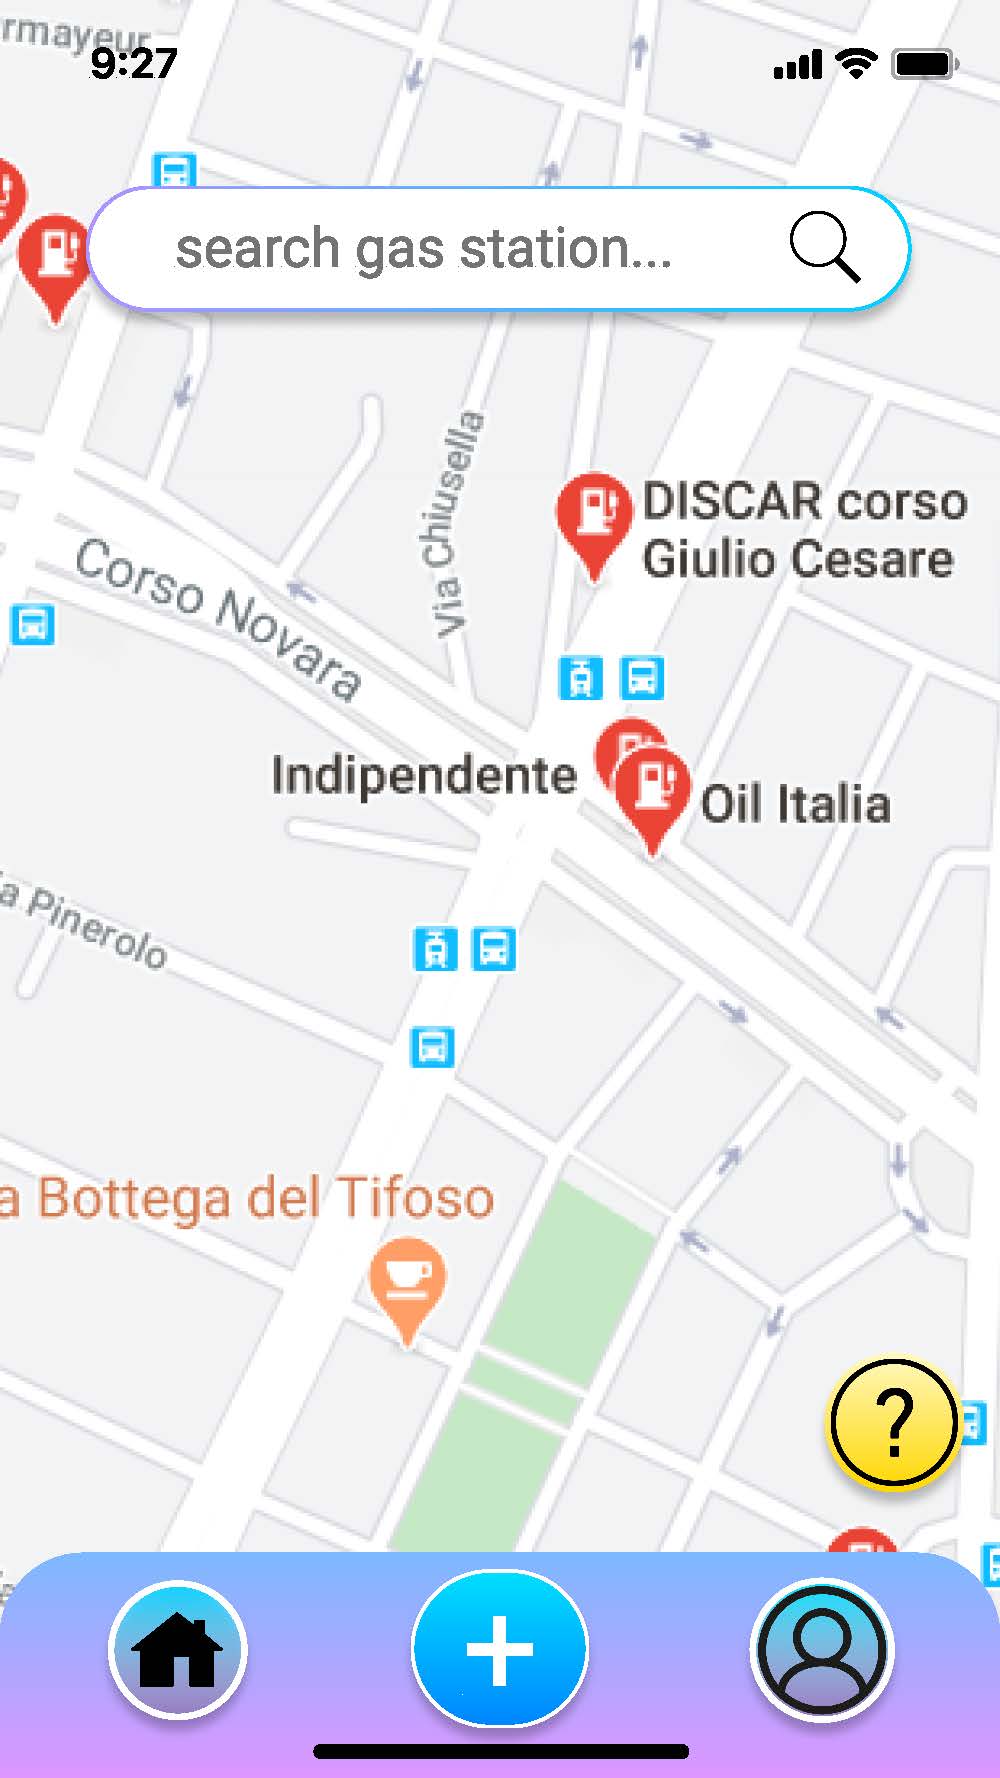 rmayeur
9:27
search gas station...
Via Chiusella
DISCAR corso
Giulio Cesare
Corso Novara
Indipendente
Oil Italia
a Pinerolo
a Bottega del Tifoso
?